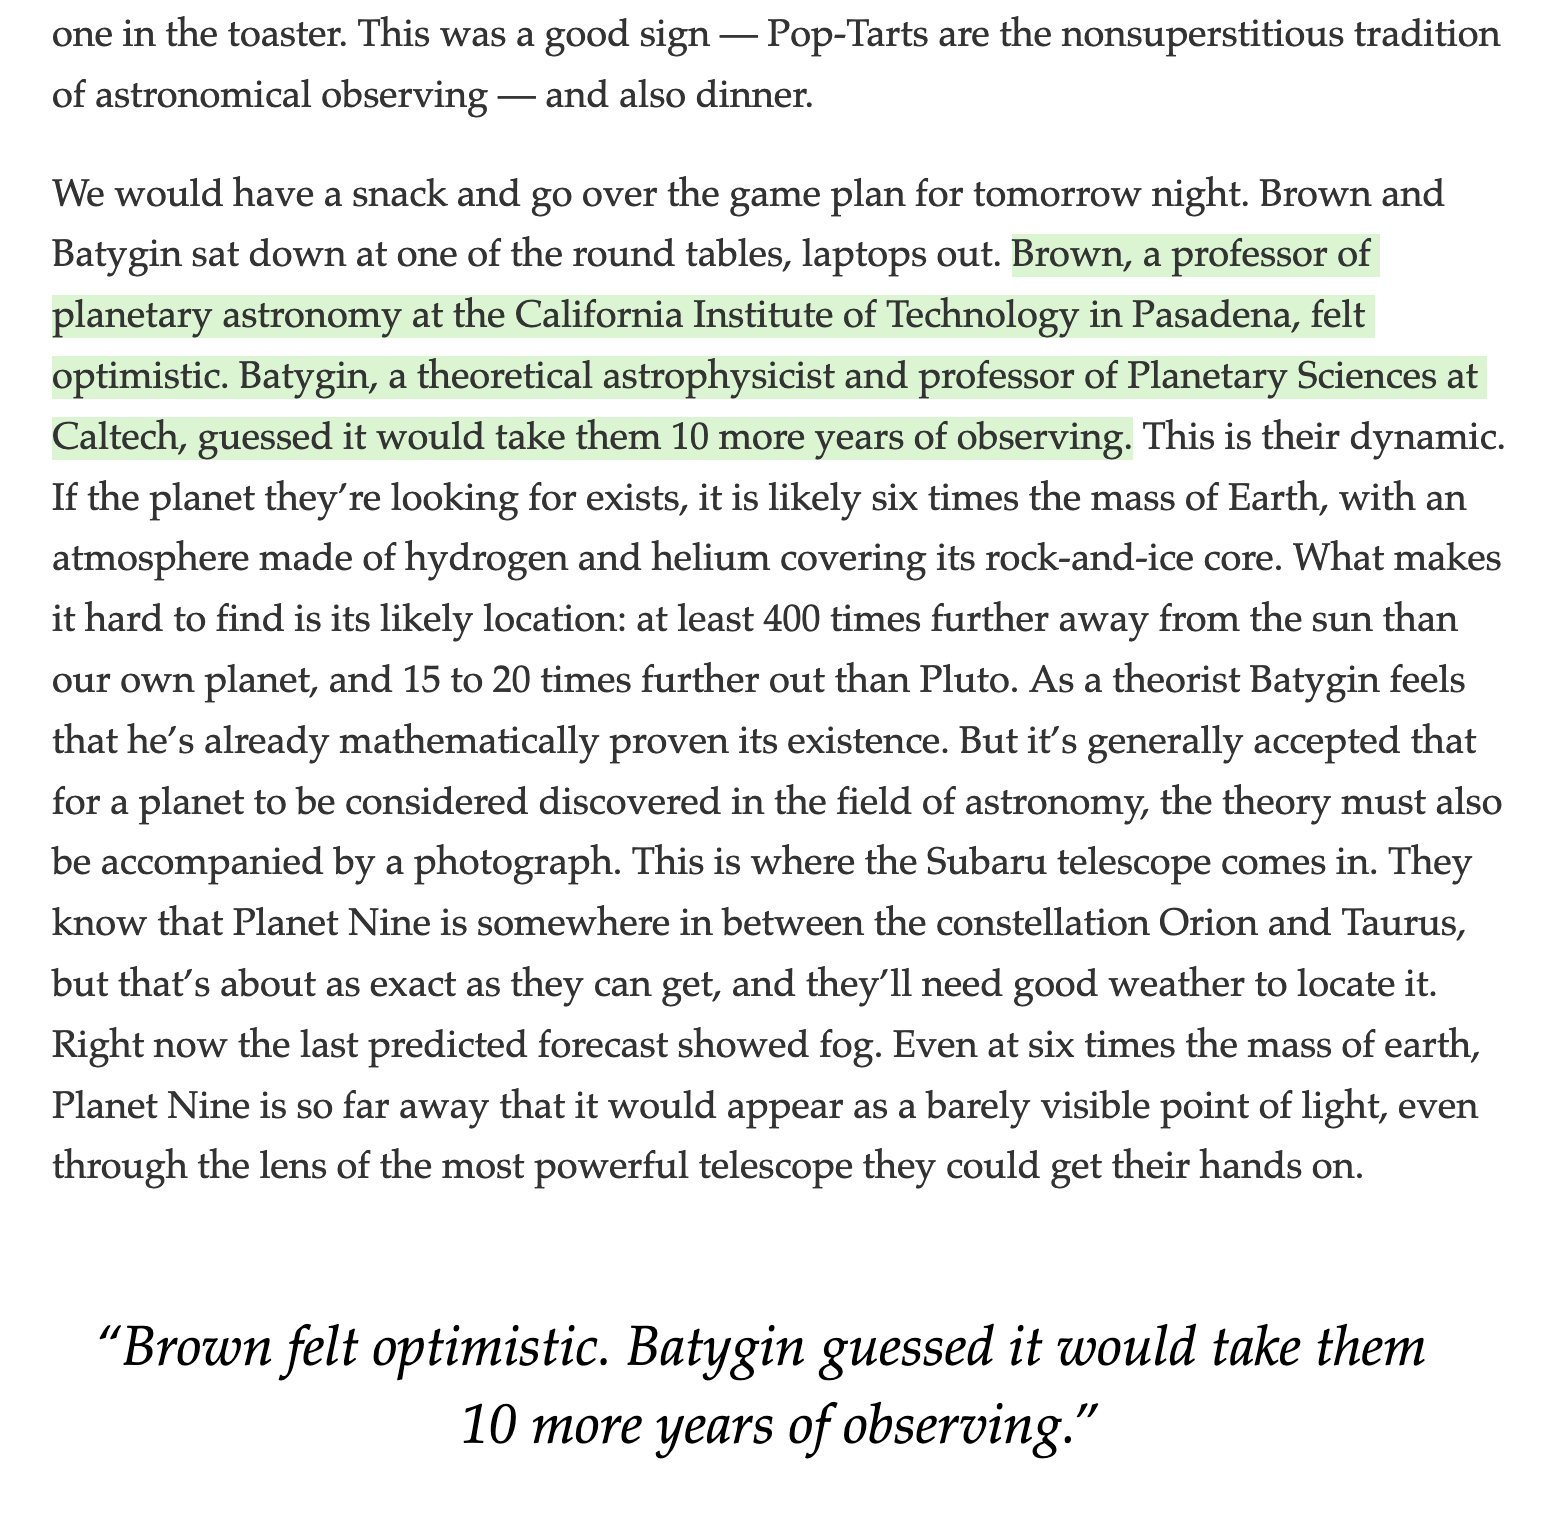 one in the toaster. This was a good sign — Pop-Tarts are the nonsuperstitious tradition
of astronomical observing — and also dinner.
We would have a snack and go over the game plan for tomorrow night. Brown and
Batygin sat down at one of the round tables, laptops out. Brown, a professor of
planetary astronomy at the California Institute of Technology in Pasadena, felt
optimistic. Batygin, a theoretical astrophysicist and professor of Planetary Sciences at
Caltech, guessed it would take them 10 more years of observing. This is their dynamic.
If the planet they’re looking for exists, it is likely six times the mass of Earth, with an
atmosphere made of hydrogen and helium covering its rock-and-ice core. What makes
it hard to find is its likely location: at least 400 times further away from the sun than
our own planet, and 15 to 20 times further out than Pluto. As a theorist Batygin feels
that he’s already mathematically proven its existence. But it’s generally accepted that
for a planet to be considered discovered in the field of astronomy, the theory must also
be accompanied by a photograph. This is where the Subaru telescope comes in. They
know that Planet Nine is somewhere in between the constellation Orion and Taurus,
but that’s about as exact as they can get, and they’ll need good weather to locate it.
Right now the last predicted forecast showed fog. Even at six times the mass of earth,
Planet Nine is so far away that it would appear as a barely visible point of light, even
through the lens of the most powerful telescope they could get their hands on.
“Brown felt optimistic. Batygin guessed it would take them
10 more years of observing.”